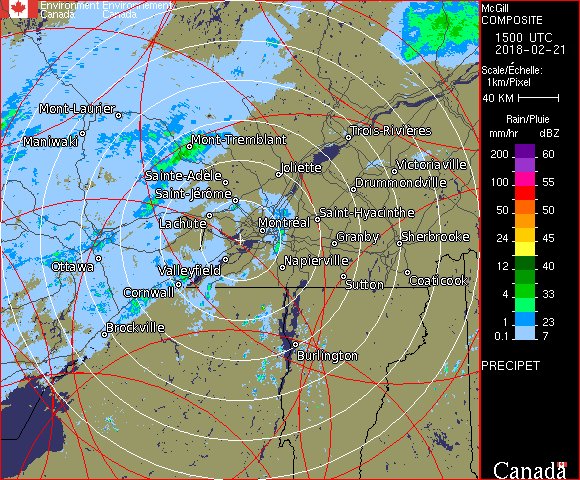 Environment Environnement
Canada Canada
McGill
COMPOSITE
1500 UTC
2018-02-21
Scale/Échelle:
1km/Pixel
40 KM
Rain/Pluie
mm/hr dBZ
200 60
100 55
50 50
24 45
12 40
4 33
1 23
0.1 7
PRECIPET
Canada
Mont-Laurier
Maniwaki
Mont-Tremblant
Trois-Rivières
Sainte-Adèle
Joliette
Victoriaville
Saint-Jérôme
Drummondville
Lachute
Montréal
Saint-Hyacinthe
Granby
Sherbrooke
Ottawa
Valleyfield
Napierville
Cornwall
Sutton
Coaticook
Brockville
Burlington